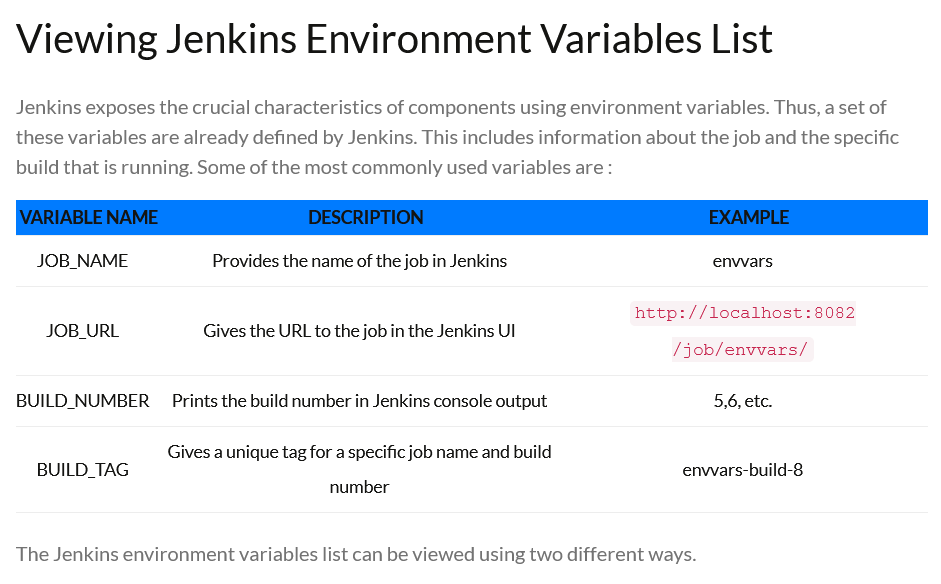 Viewing Jenkins Environment Variables List
Jenkins exposes the crucial characteristics of components using environment variables. Thus, a set of
these variables are already defined by Jenkins. This includes information about the job and the specific
build that is running. Some of the most commonly used variables are :
VARIABLE NAME DESCRIPTION EXAMPLE
JOB_NAME Provides the name of the job in Jenkins envvars
JOB_URL Gives the URL to the job in the Jenkins UI http://localhost:8082
/job/envvars/
BUILD_NUMBER Prints the build number in Jenkins console output 5,6, etc.
BUILD_TAG Gives a unique tag for a specific job name and build
number envvars-build-8
The Jenkins environment variables list can be viewed using two different ways.